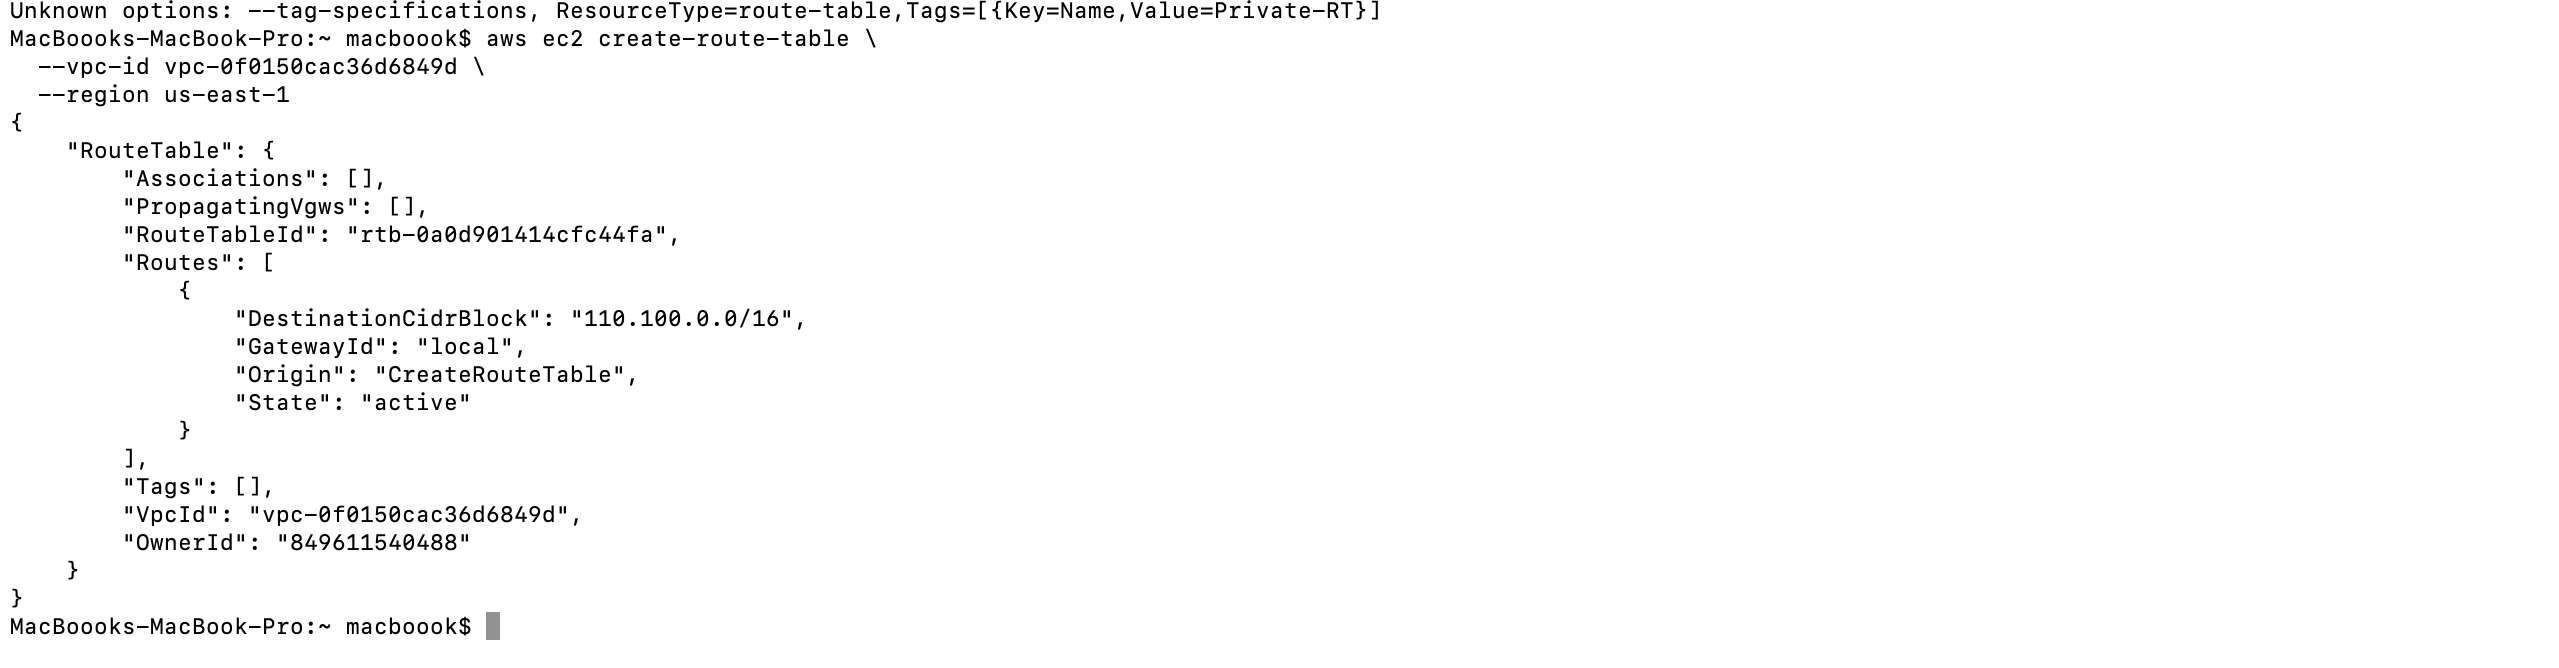 Unknown options: --tag-specifications, ResourceType=route-table,Tags=[{Key=Name,Value=Private-RT}]
MacBoooks-MacBook-Pro:~ macboook$ aws ec2 create-route-table \
  --vpc-id vpc-0f0150cac36d6849d \
  --region us-east-1
{
    "RouteTable": {
        "Associations": [],
        "PropagatingVgws": [],
        "RouteTableId": "rtb-0a0d901414cfc44fa",
        "Routes": [
            {
                "DestinationCidrBlock": "110.100.0.0/16",
                "GatewayId": "local",
                "Origin": "CreateRouteTable",
                "State": "active"
            }
        ],
        "Tags": [],
        "VpcId": "vpc-0f0150cac36d6849d",
        "OwnerId": "849611540488"
    }
}
MacBoooks-MacBook-Pro:~ macboook$